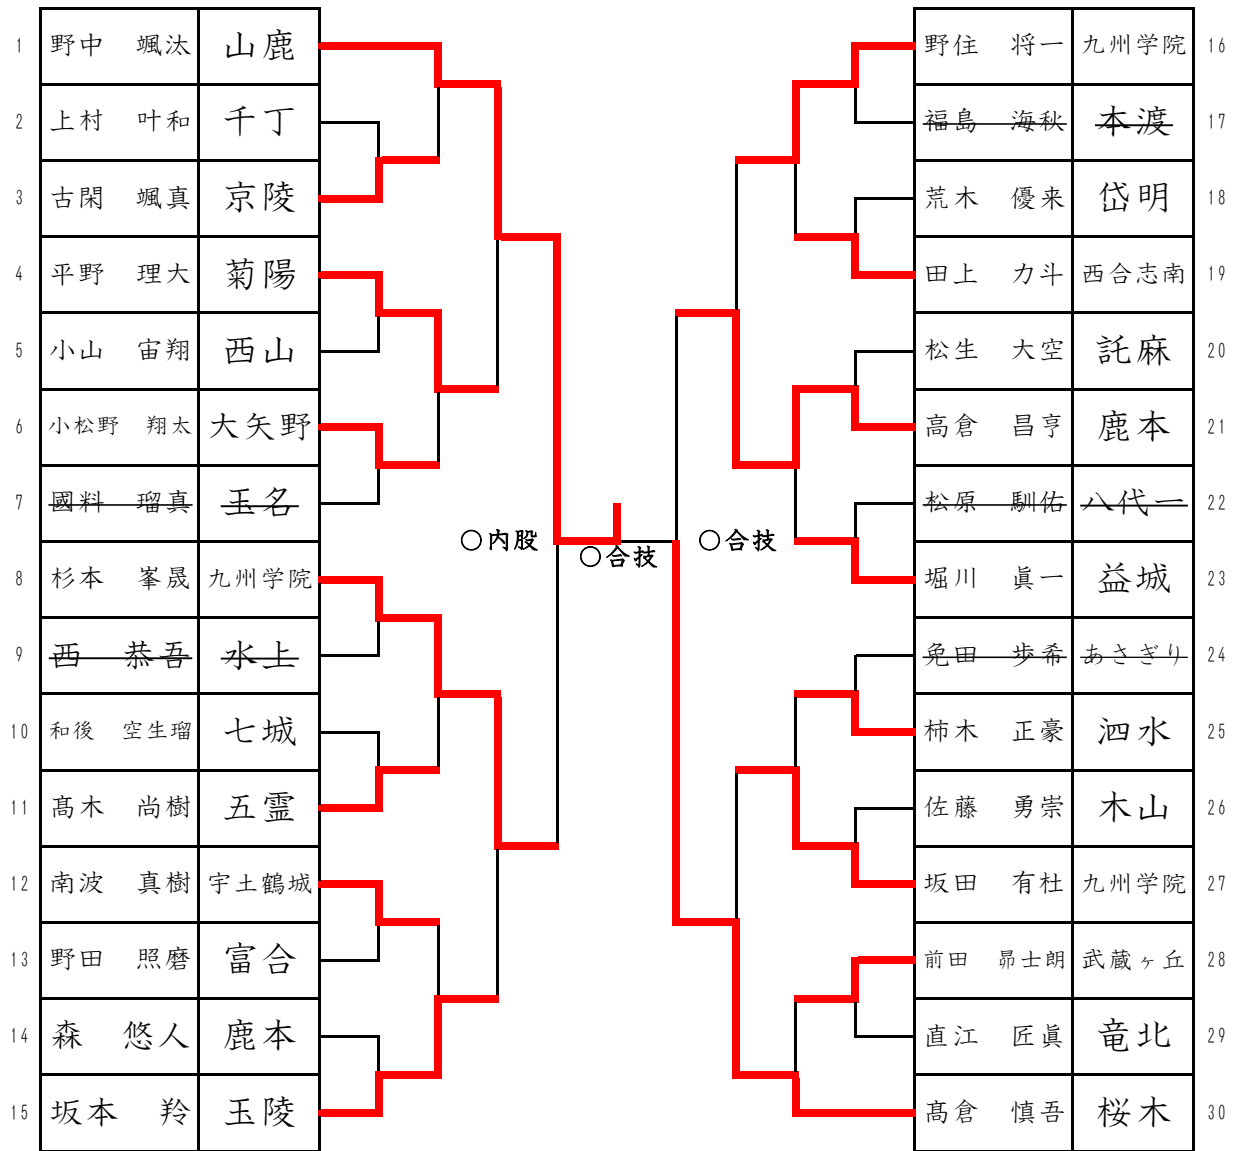 1 野中 颯汰 山鹿
2 上村 叶和 千丁
3 古閑 颯真 京陵
4 平野 理大 菊陽
5 小山 宙翔 西山
6 小松野 翔太 大矢野
7 國料 瑠真 玉名
8 杉本 峯晟 九州学院
9 西 恭吾 水上
10 和後 空生瑠 七城
11 髙木 尚樹 五霊
12 南波 真樹 宇土鶴城
13 野田 照磨 富合
14 森 悠人 鹿本
15 坂本 羚 玉陵
○内股
○合技
○合技
野住 将一 九州学院 16
福島 海秋 本渡 17
荒木 優来 岱明 18
田上 力斗 西合志南 19
松生 大空 託麻 20
高倉 昌亨 鹿本 21
松原 馴佑 八代一 22
堀川 眞一 益城 23
免田 歩希 あさぎり 24
柿木 正豪 泗水 25
佐藤 勇崇 木山 26
坂田 有杜 九州学院 27
前田 昴士朗 武蔵ヶ丘 28
直江 匠眞 竜北 29
髙倉 慎吾 桜木 30